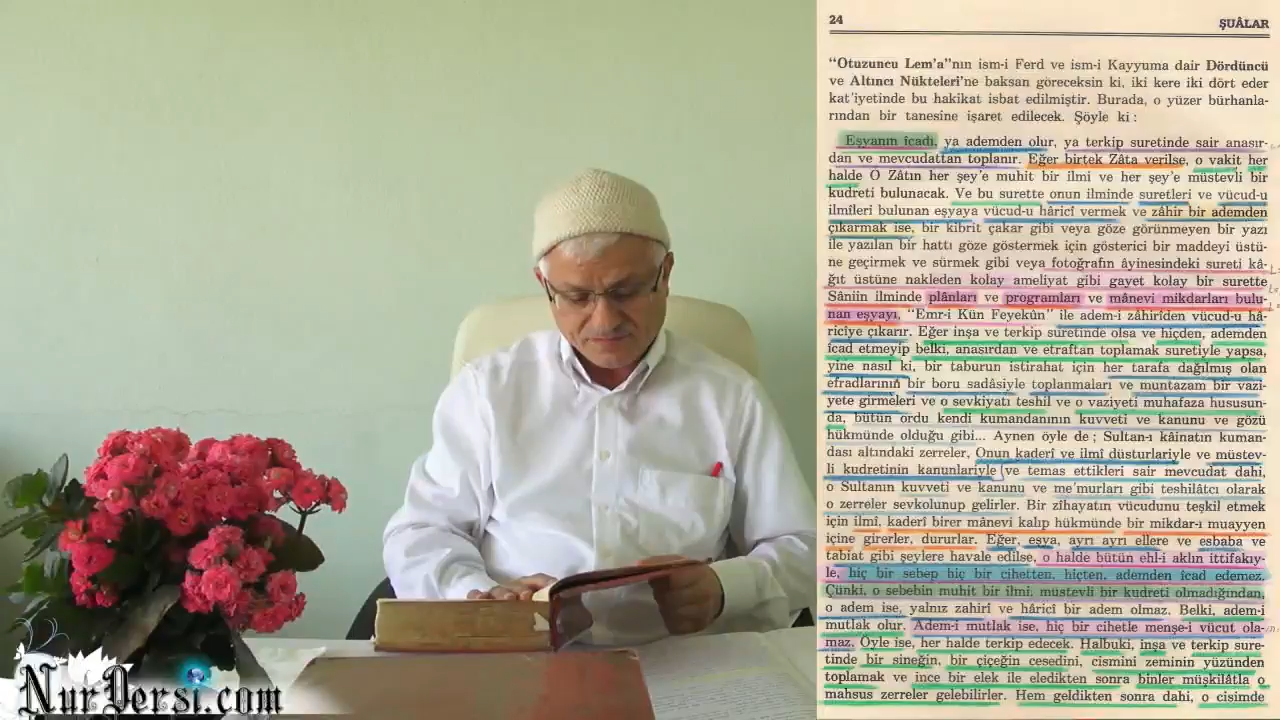 24
ŞUÂLAR
"Otuzuncu Lem'a"nın ism-i Ferd ve ism-i Kayyuma dair Dördüncü
ve Altıncı Nükteleri'ne baksan göreceksin ki, iki kere iki dört eder
kat'iyetinde bu hakikat isbat edilmiştir. Burada, o yüzer bürhanla-
rından bir tanesine işaret edilecek. Şöyle ki :
Eşyanın îcadı, ya ademden olur, ya terkip suretinde sair anasır-
dan ve mevcudattan toplanır. Eğer birtek Zâta verilse, o vakit her
halde O Zâtın her şey'e muhit bir ilmi ve her şey'e müstevli bir
kudreti bulunacak. Ve bu surette onun ilminde suretleri ve vücud-u
ilmîleri bulunan eşyaya vücud-u hâricî vermek ve zâhir bir ademden
çıkarmak ise, bir kibrit çakar gibi veya göze görünmeyen bir yazı
ile yazılan bir hattı göze göstermek için gösterici bir maddeyi üstü-
ne geçirmek ve sürmek gibi veya fotoğrafın âyinesindeki sureti kâ-
ğıt üstüne nakleden kolay ameliyat gibi gayet kolay bir surette
Sâniin ilminde plânları ve programları ve mânevi mikdarları bulu-
nan eşyayı, "Emr-i Kün Feyekûn" ile adem-i zâhirîden vücud-u hâ-
ricîye çıkarır. Eğer inşa ve terkip suretinde olsa ve hiçden, ademden
îcad etmeyip belki, anasırdan ve etraftan toplamak suretiyle yapsa,
yine nasıl ki, bir taburun istirahat için her tarafa dağılmış olan
efradlarının bir boru sadâsiyle toplanmaları ve muntazam bir vazi-
yete girmeleri ve o sevkiyatı teshil ve o vaziyeti muhafaza hususun-
da, bütün ordu kendi kumandanının kuvveti ve kanunu ve gözü
hükmünde olduğu gibi... Aynen öyle de ; Sultan-ı kâinatın kuman-
dası altındaki zerreler, Onun kaderî ve ilmî düsturlariyle ve müstev-
li kudretinin kanunlariyle ve temas ettikleri sair mevcudat dahi,
o Sultanın kuvveti ve kanunu ve me'murları gibi teshilâtcı olarak
o zerreler sevkolunup gelirler. Bir zîhayatın vücudunu teşkil etmek
için ilmî, kaderî birer mânevi kalıp hükmünde bir mikdar-ı muayyen
içine girerler, dururlar. Eğer, eşya, ayrı ayrı ellere ve esbaba ve
tabiat gibi şeylere havale edilse, o halde bütün ehl-i aklın ittifakıy-
le, hiç bir sebep hiç bir cihetten, hiçten, ademden îcad edemez.
Çünki, o sebebin muhit bir ilmi, müstevli bir kudreti olmadığından,
o adem ise, yalnız zahirî ve hâricî bir adem olmaz. Belki, adem-i
mutlak olur. Adem-i mutlak ise, hiç bir cihetle menşe-i vücut ola-
maz. Öyle ise, her halde terkip edecek. Halbuki, inşa ve terkip sure-
tinde bir sineğin, bir çiçeğin cesedini, cismini zeminin yüzünden
toplamak ve ince bir elek ile eledikten sonra binler müşkilâtla o
mahsus zerreler gelebilirler. Hem geldikten sonra dahi, o cisimde
NurDersi.com